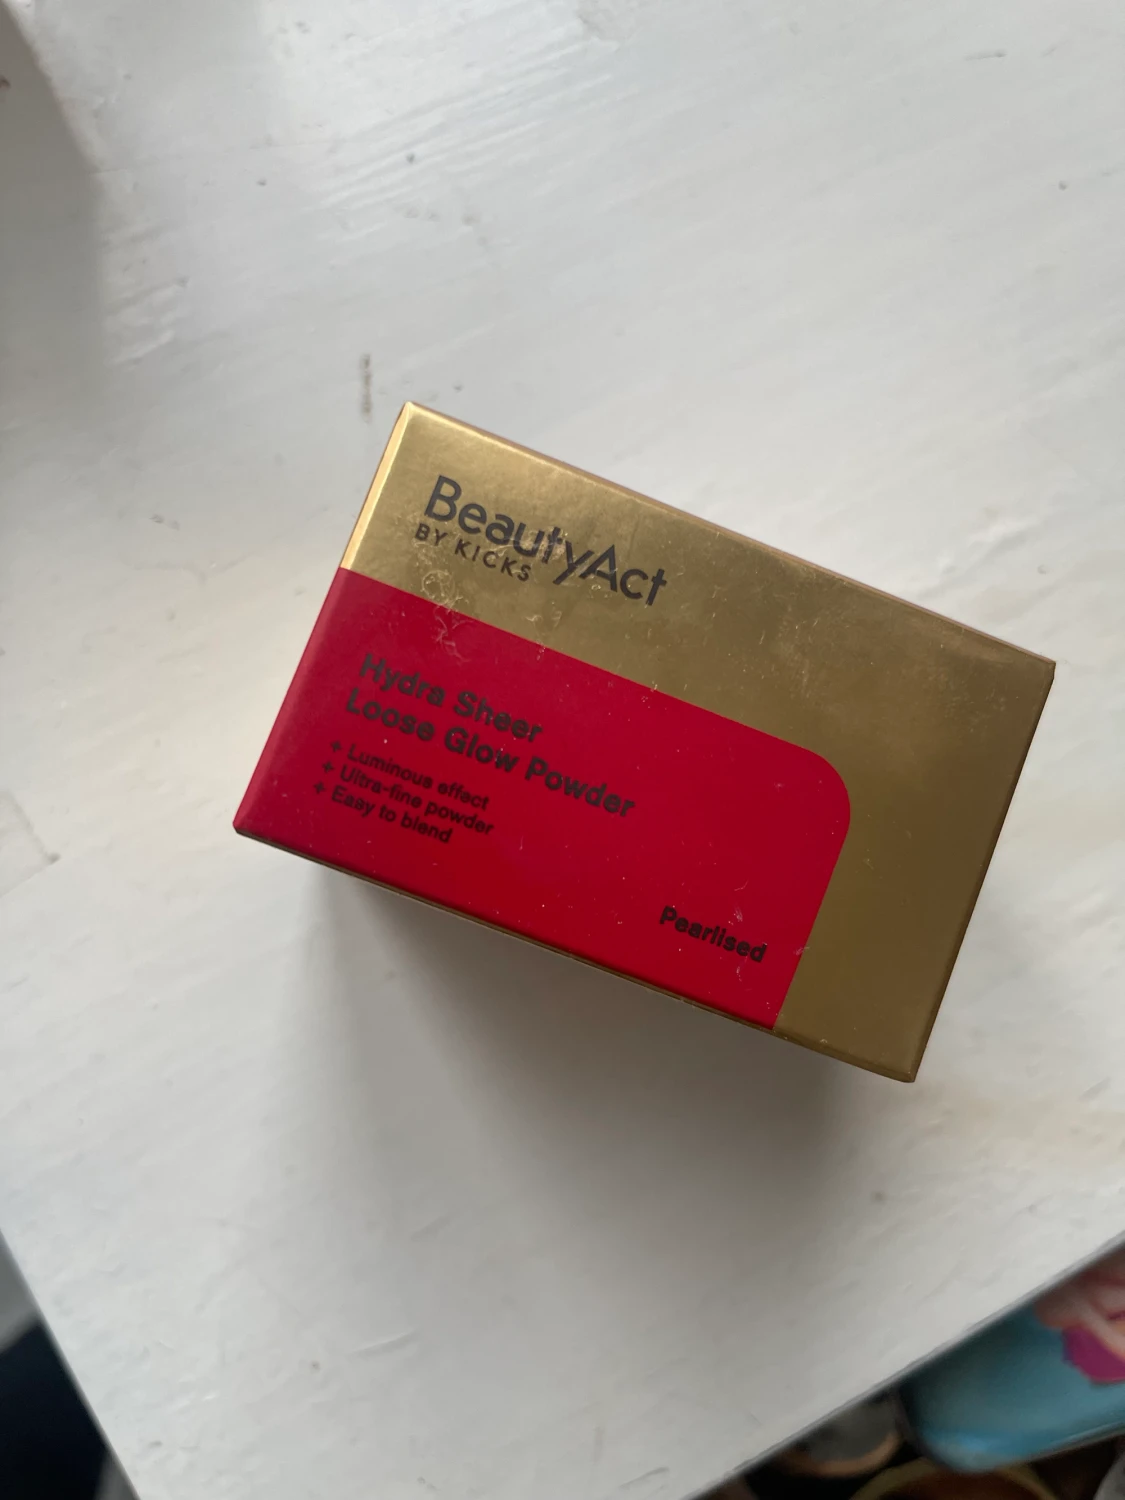 BeautyAct
BY KICKS
Hydra Sheer
Loose Glow Powder
+ Luminous effect
+ Ultra-fine powder
+ Easy to blend
Pearlised